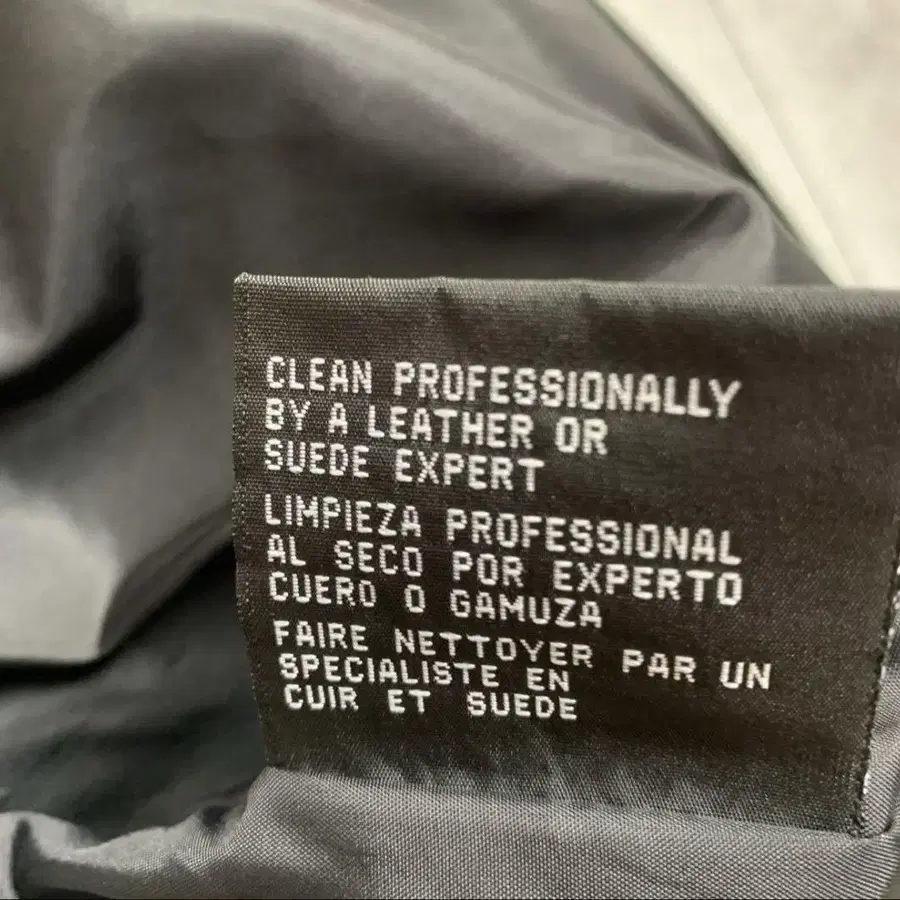 CLEAN PROFESSIONALLY
BY A LEATHER OR
SUEDE EXPERT
LIMPIEZA PROFESSIONAL
AL SECO POR EXPERTO
CUERO O GAMUZA
FAIRE NETTOYER PAR UN
SPECIALISTE EN
CUIR ET SUEDE